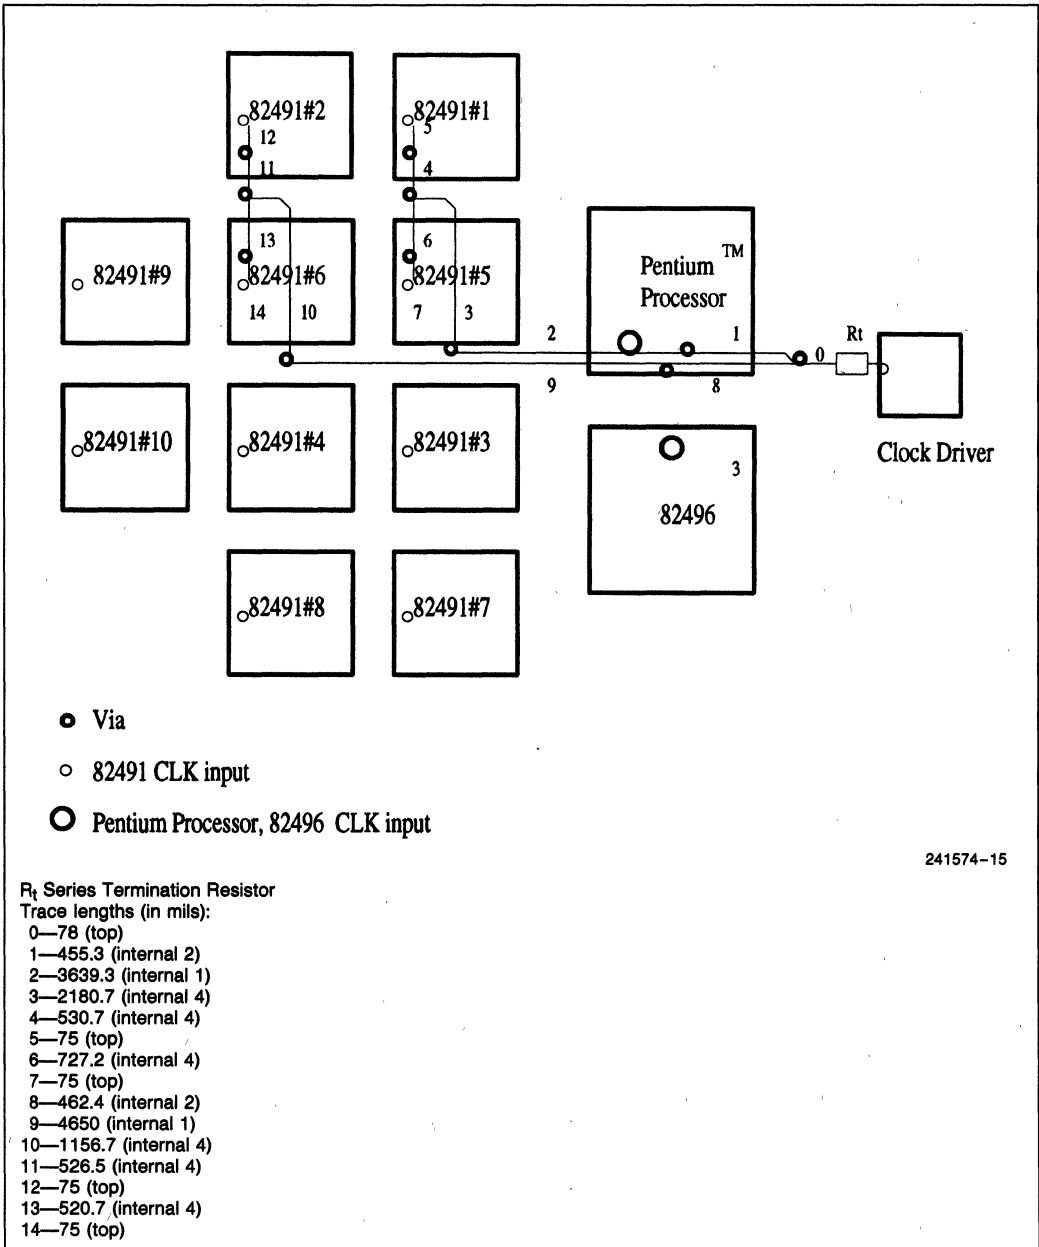 82491#2
82491#1
5
12
11
4
13
6
82491#9
82491#6
82491#5
Pentium TM
Processor
14
10
7
3
2
1
Rt
0
9
8
82491#10
82491#4
82491#3
3
82496
Clock Driver
82491#8
82491#7
Via
82491 CLK input
Pentium Processor, 82496 CLK input
241574-15
Rt Series Termination Resistor
Trace lengths (in mils):
0—78 (top)
1—455.3 (internal 2)
2—3639.3 (internal 1)
3—2180.7 (internal 4)
4—530.7 (internal 4)
5—75 (top)
6—727.2 (internal 4)
7—75 (top)
8—462.4 (internal 2)
9—4650 (internal 1)
10—1156.7 (internal 4)
11—526.5 (internal 4)
12—75 (top)
13—520.7 (internal 4)
14—75 (top)